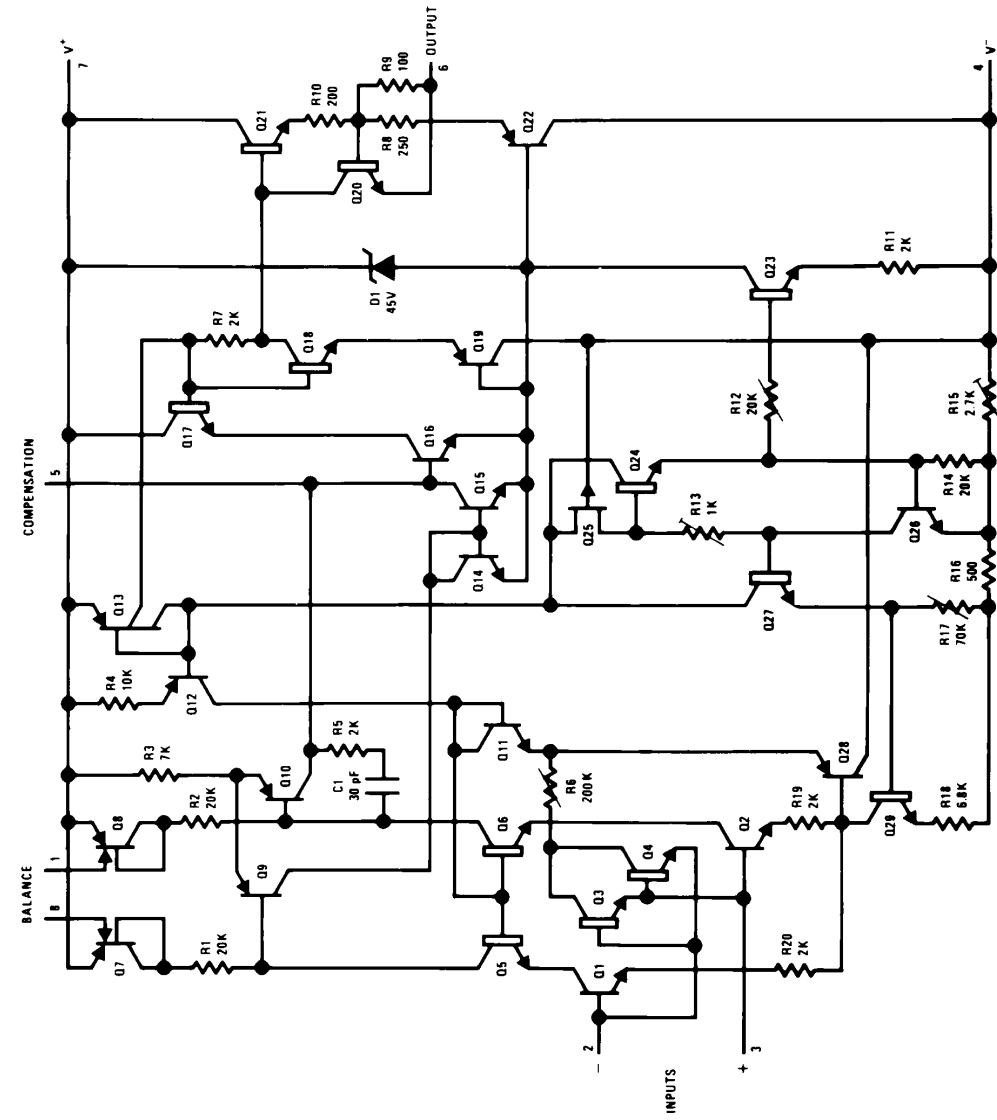 COMPENSATION
5
BALANCE
8
1
V+
7
Q7
Q8
R1
20K
R2
20K
R3
7K
R4
10K
Q9
Q10
R5
2K
C1
30 pF
Q12
Q13
Q17
R7
2K
Q18
Q21
R10
200
R9
100
R8
250
Q20
OUTPUT
6
D1
45V
Q14
Q15
Q16
Q19
Q22
Q5
Q6
Q11
Q1
Q3
Q4
R6
200K
Q2
2
−
+
3
INPUTS
R20
2K
R19
2K
Q28
Q29
R18
6.8K
Q25
Q24
R13
1K
Q27
Q26
R12
20K
Q23
R11
2K
R17
70K
R16
500
R14
20K
R15
2.7K
V−
4